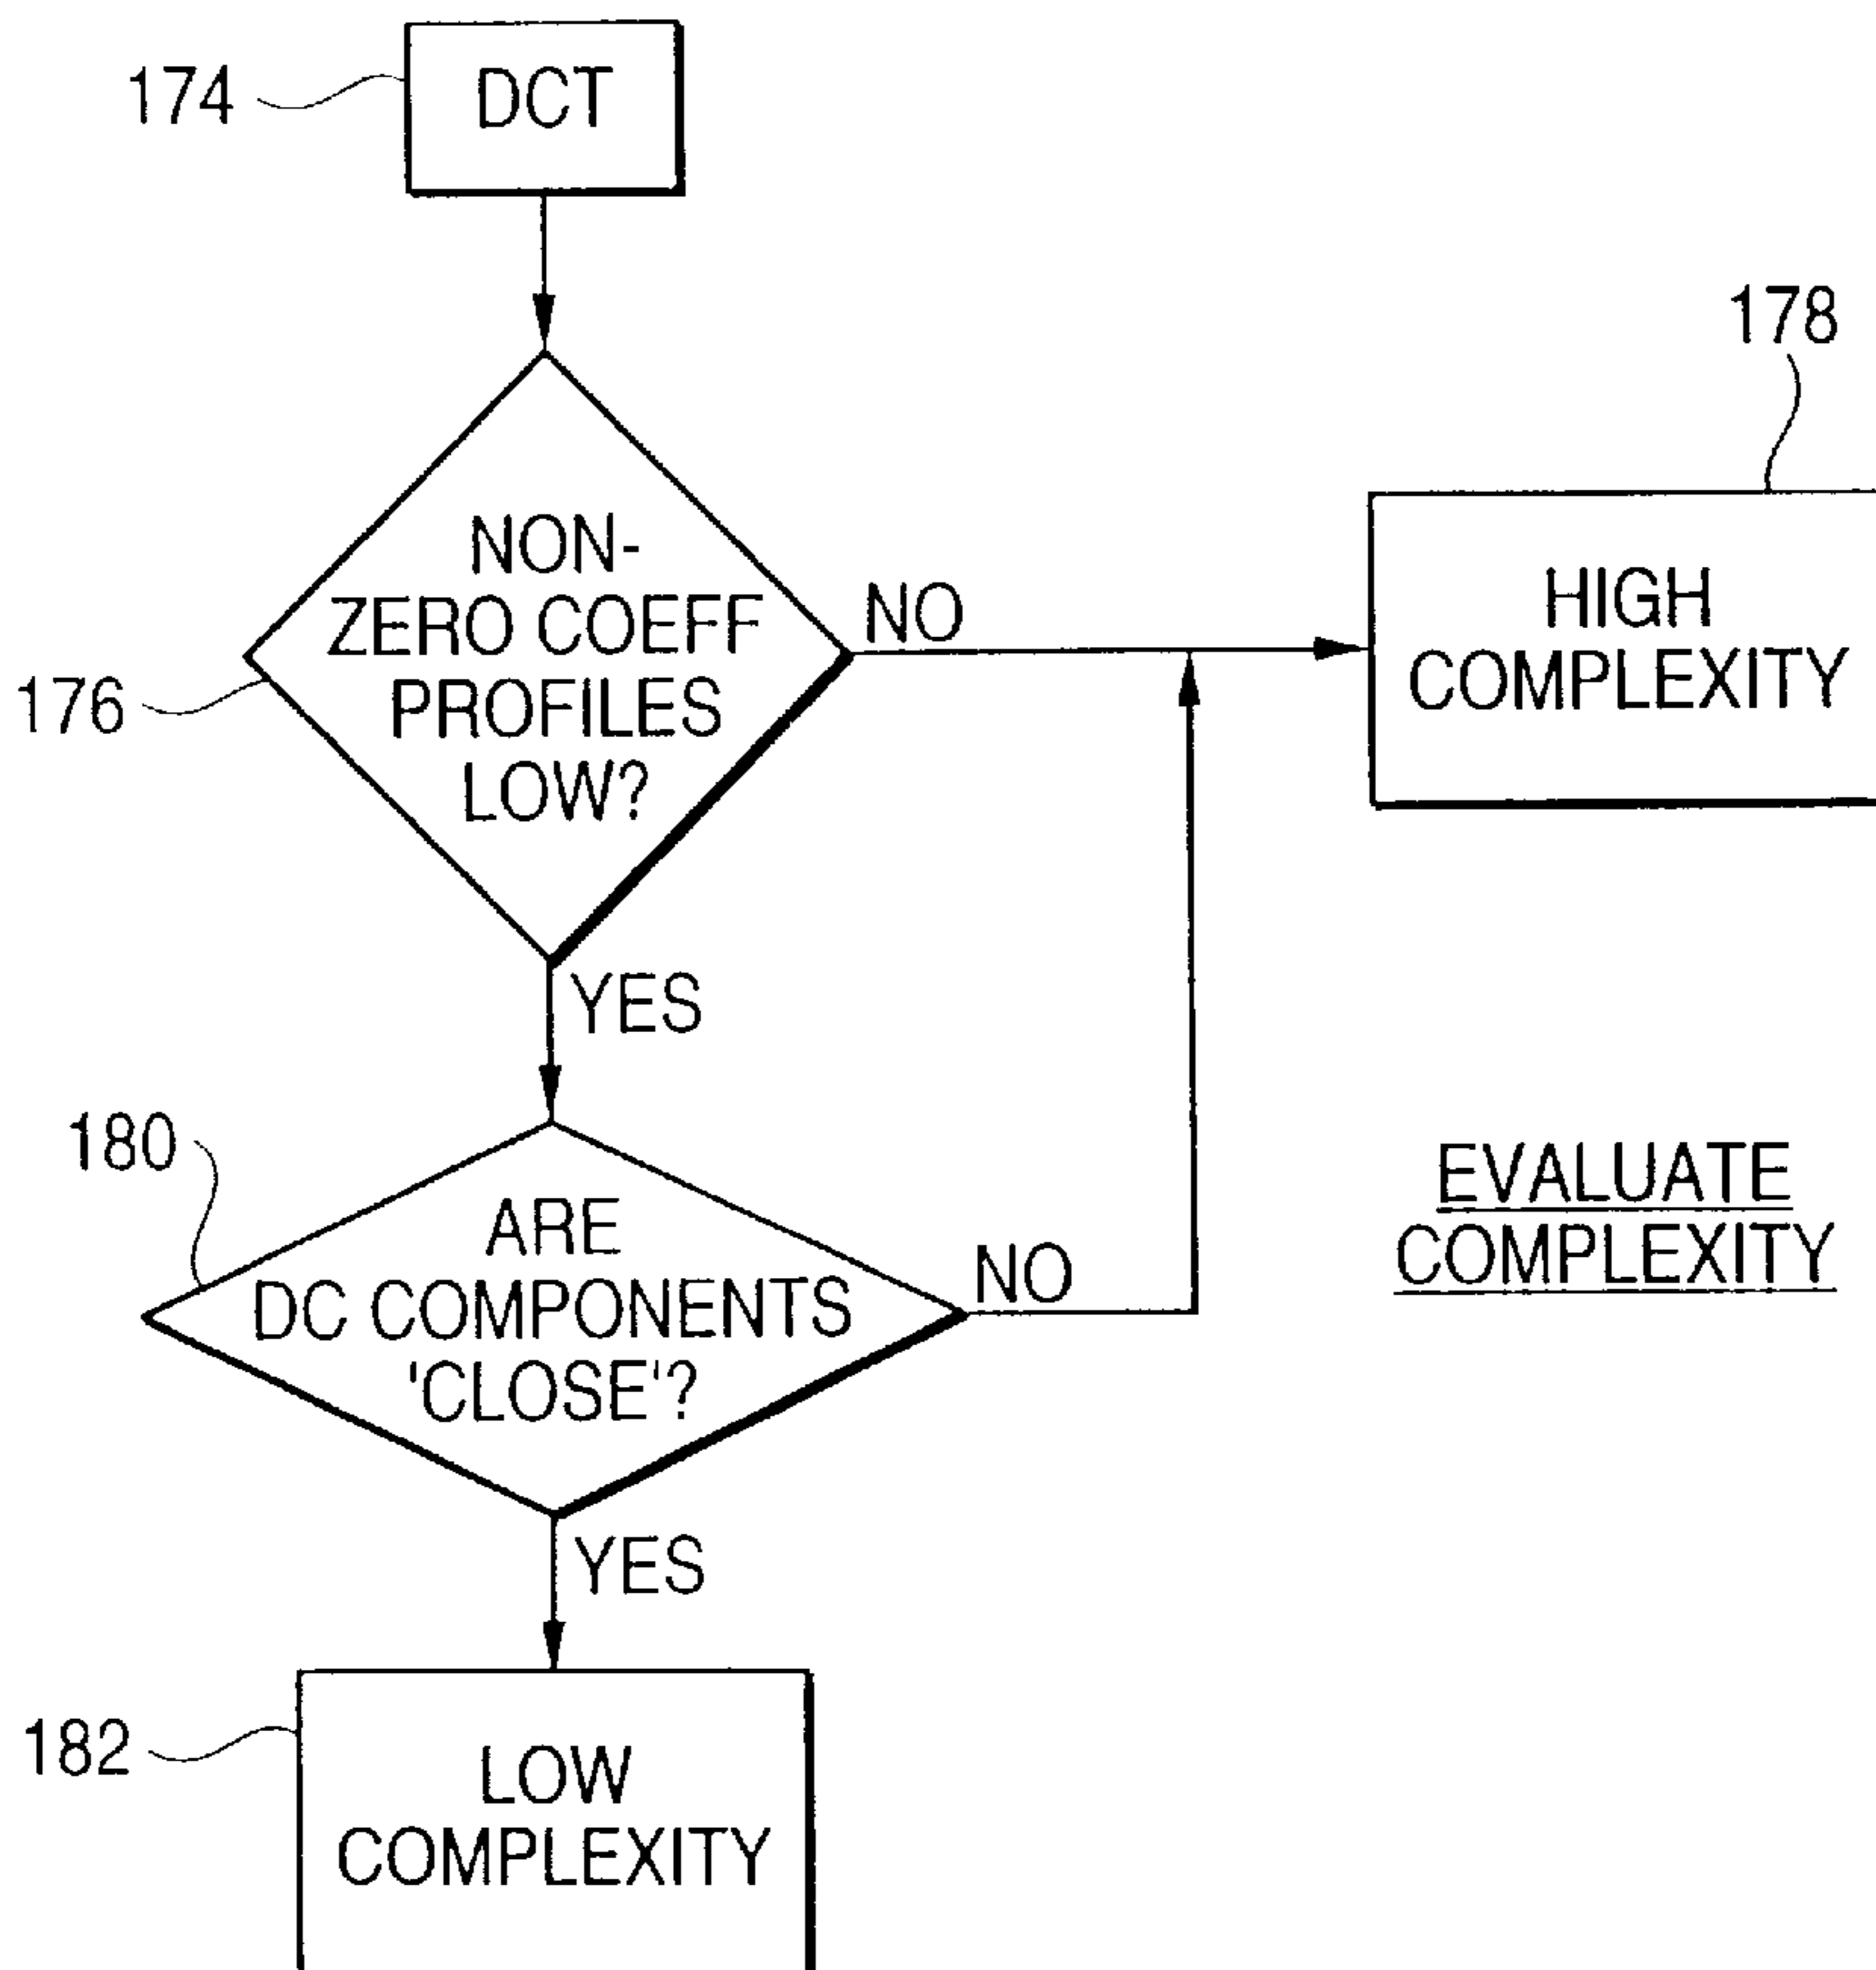 174
DCT
178
NON-
ZERO COEFF
PROFILES
LOW?
NO
176
HIGH
COMPLEXITY
YES
180
ARE
DC COMPONENTS
'CLOSE'?
NO
EVALUATE
COMPLEXITY
YES
182
LOW
COMPLEXITY